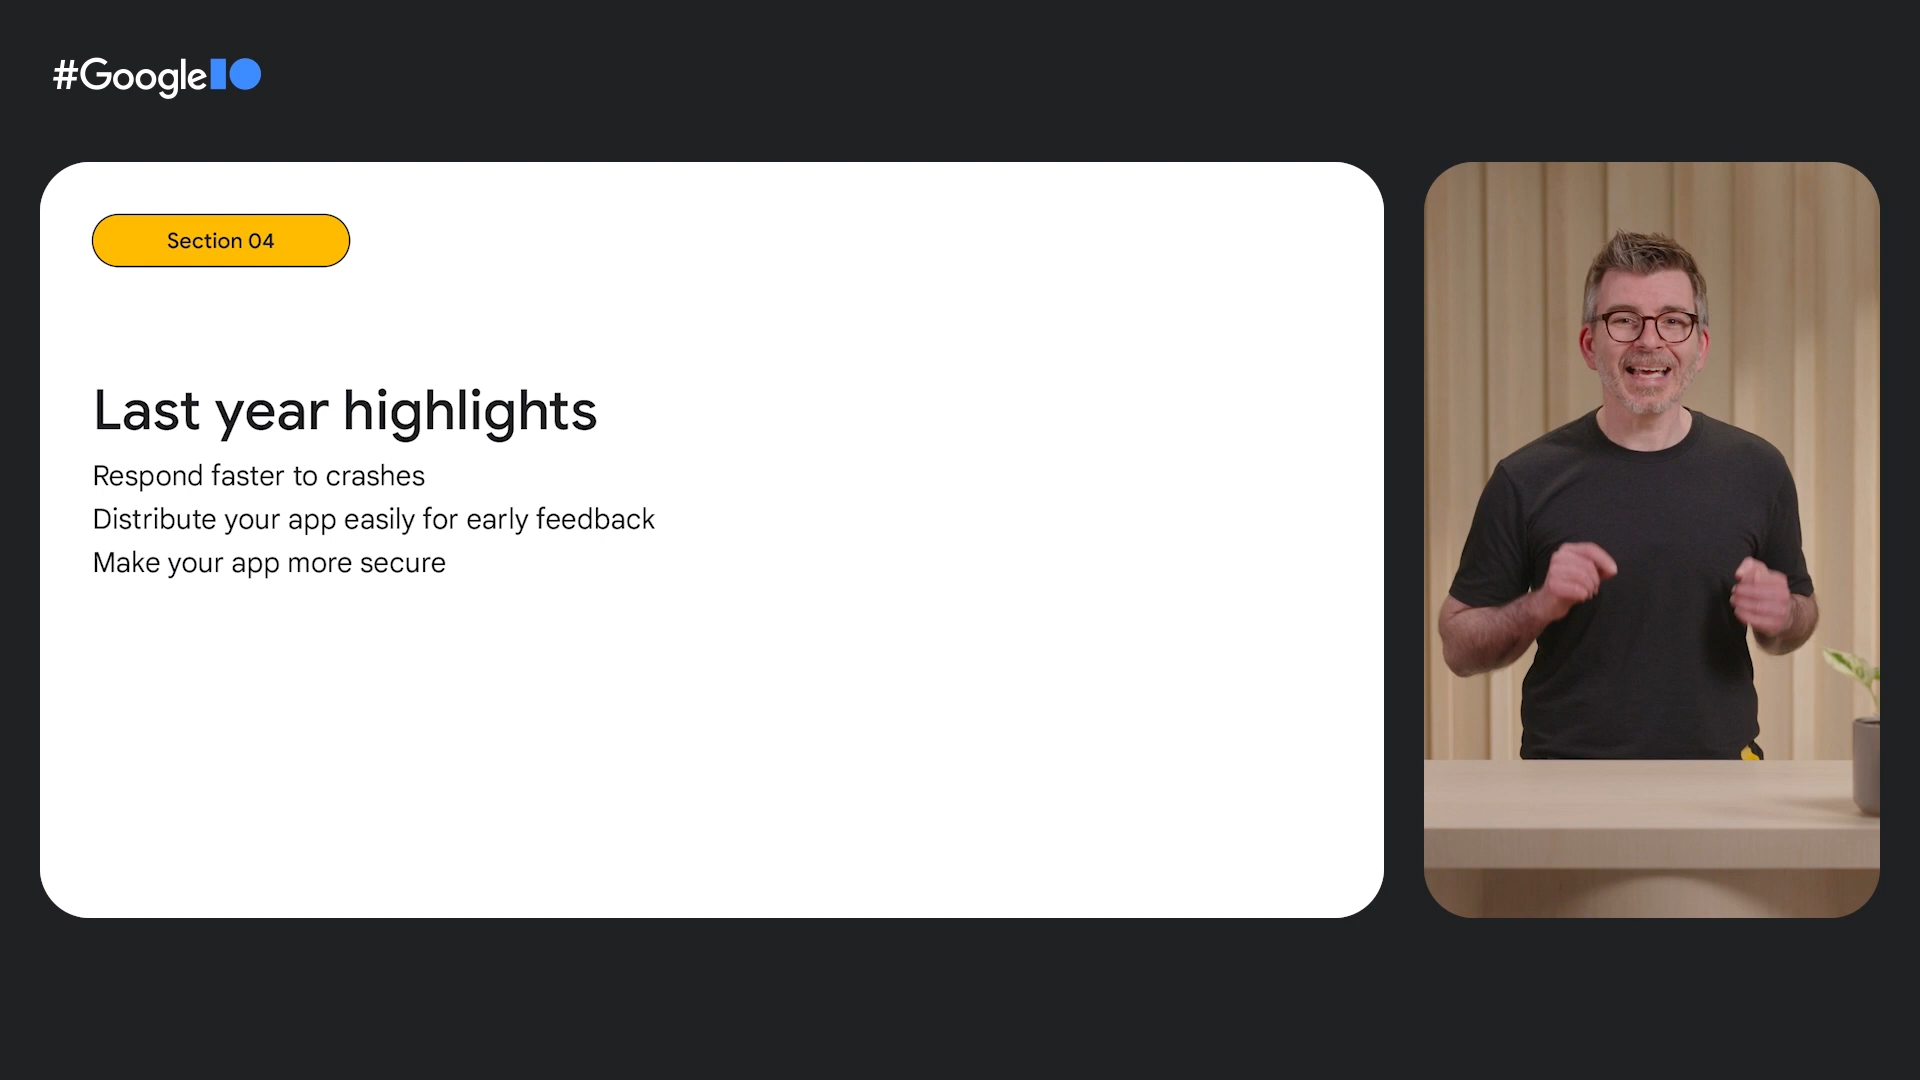 #GoogleIO
Section 04
Last year highlights
Respond faster to crashes
Distribute your app easily for early feedback
Make your app more secure